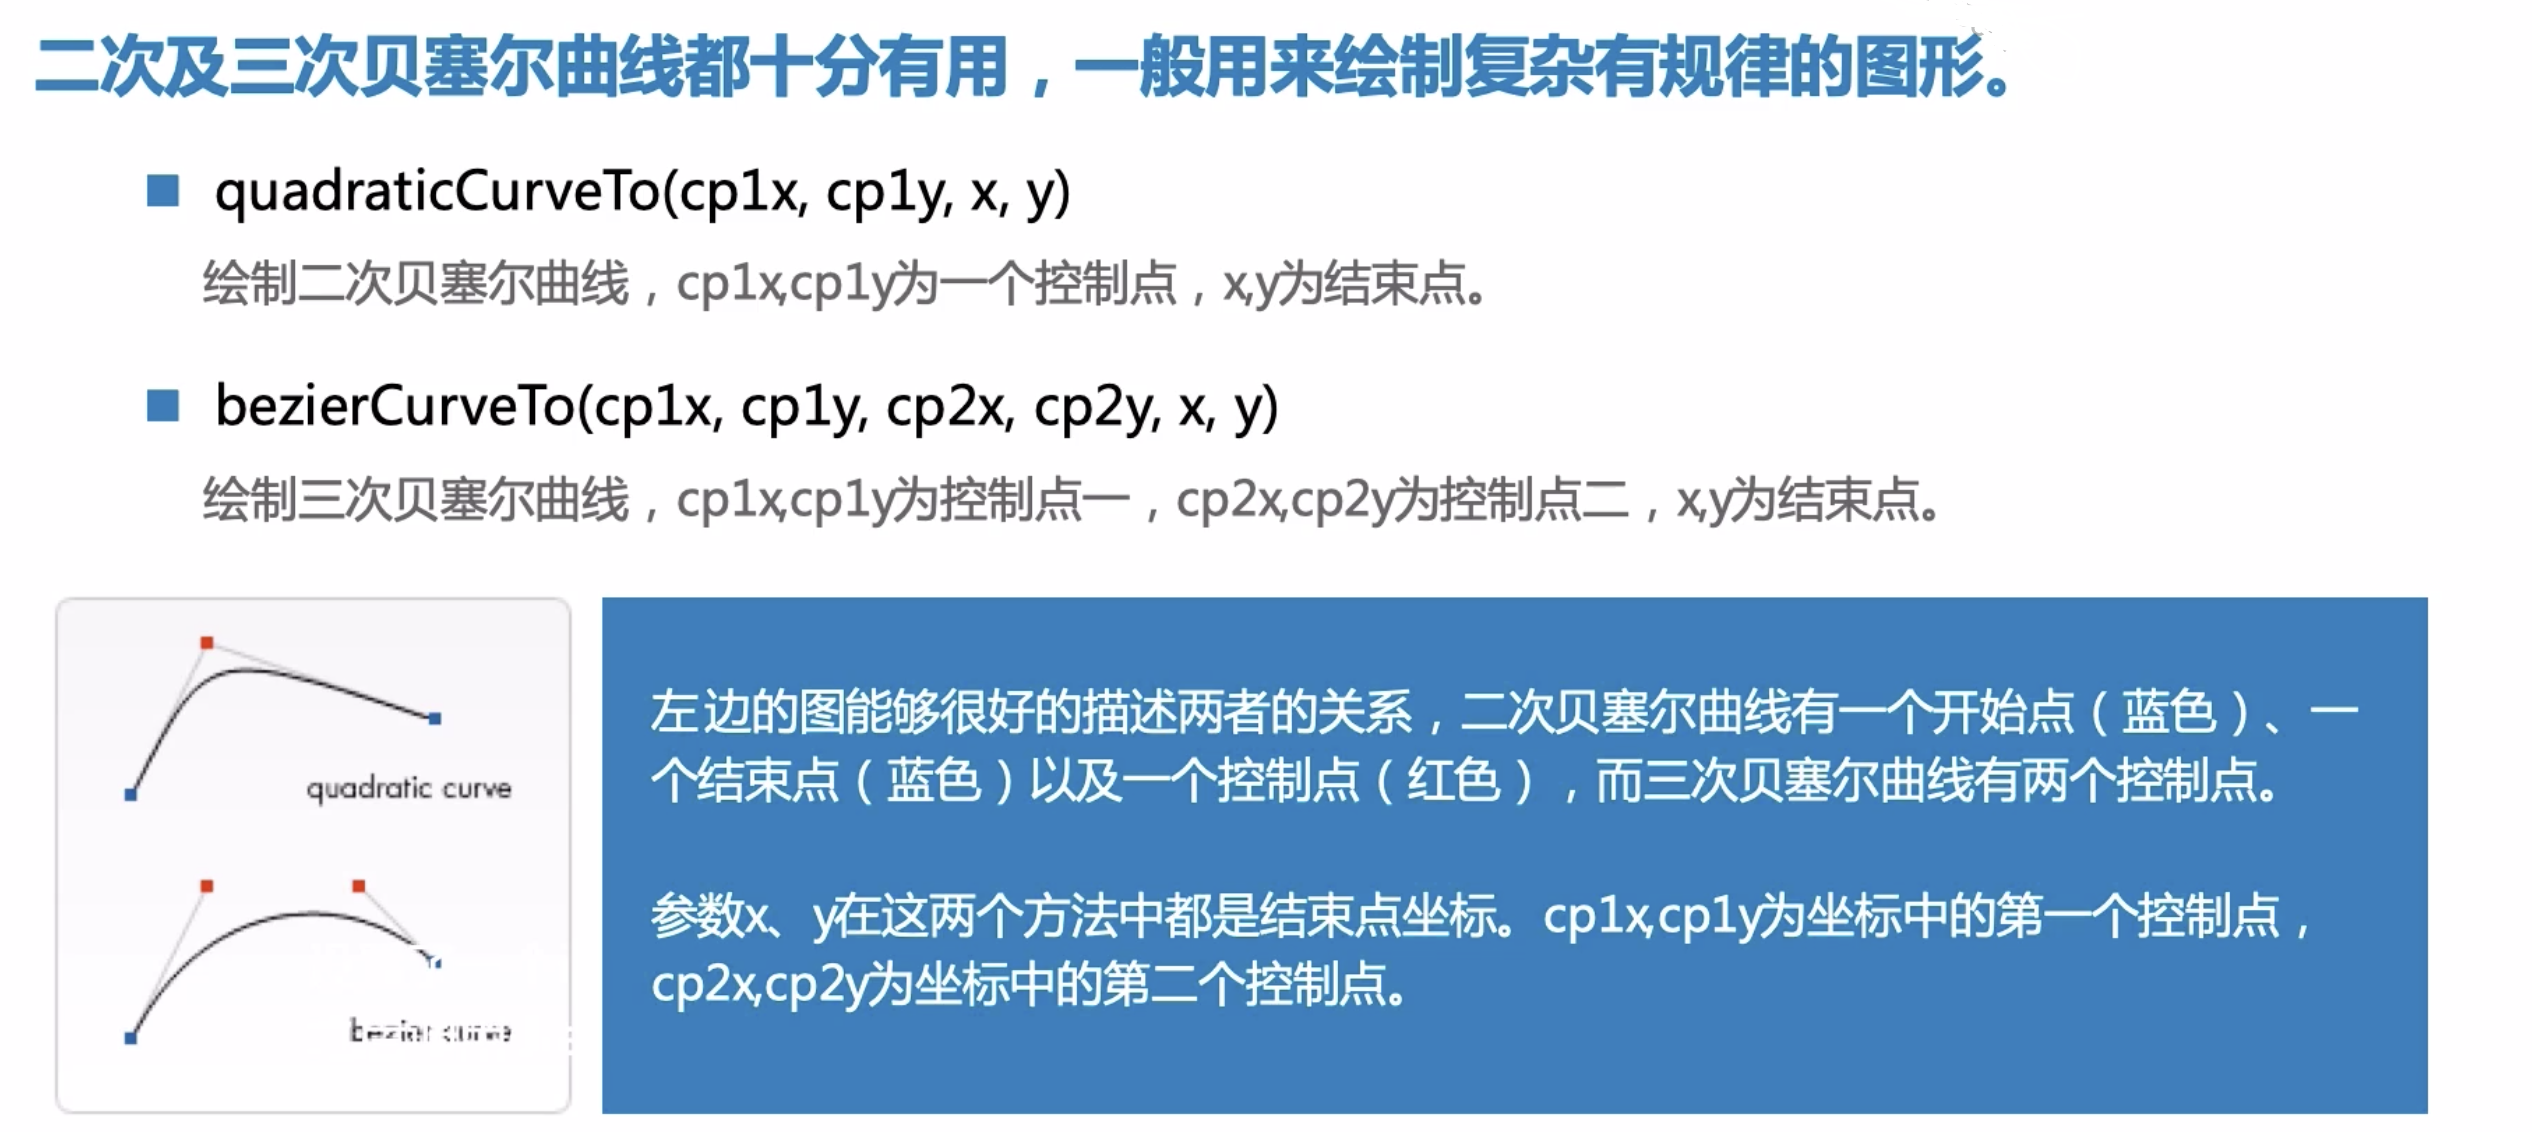 二次及三次贝塞尔曲线都十分有用，一般用来绘制复杂有规律的图形。
quadraticCurveTo(cp1x, cp1y, x, y)
绘制二次贝塞尔曲线，cp1x,cp1y为一个控制点，x,y为结束点。
bezierCurveTo(cp1x, cp1y, cp2x, cp2y, x, y)
绘制三次贝塞尔曲线，cp1x,cp1y为控制点一，cp2x,cp2y为控制点二，x,y为结束点。
quadratic curve
bezier curve
左边的图能够很好的描述两者的关系，二次贝塞尔曲线有一个开始点（蓝色）、一
个结束点（蓝色）以及一个控制点（红色），而三次贝塞尔曲线有两个控制点。
参数x、y在这两个方法中都是结束点坐标。cp1x,cp1y为坐标中的第一个控制点，
cp2x,cp2y为坐标中的第二个控制点。